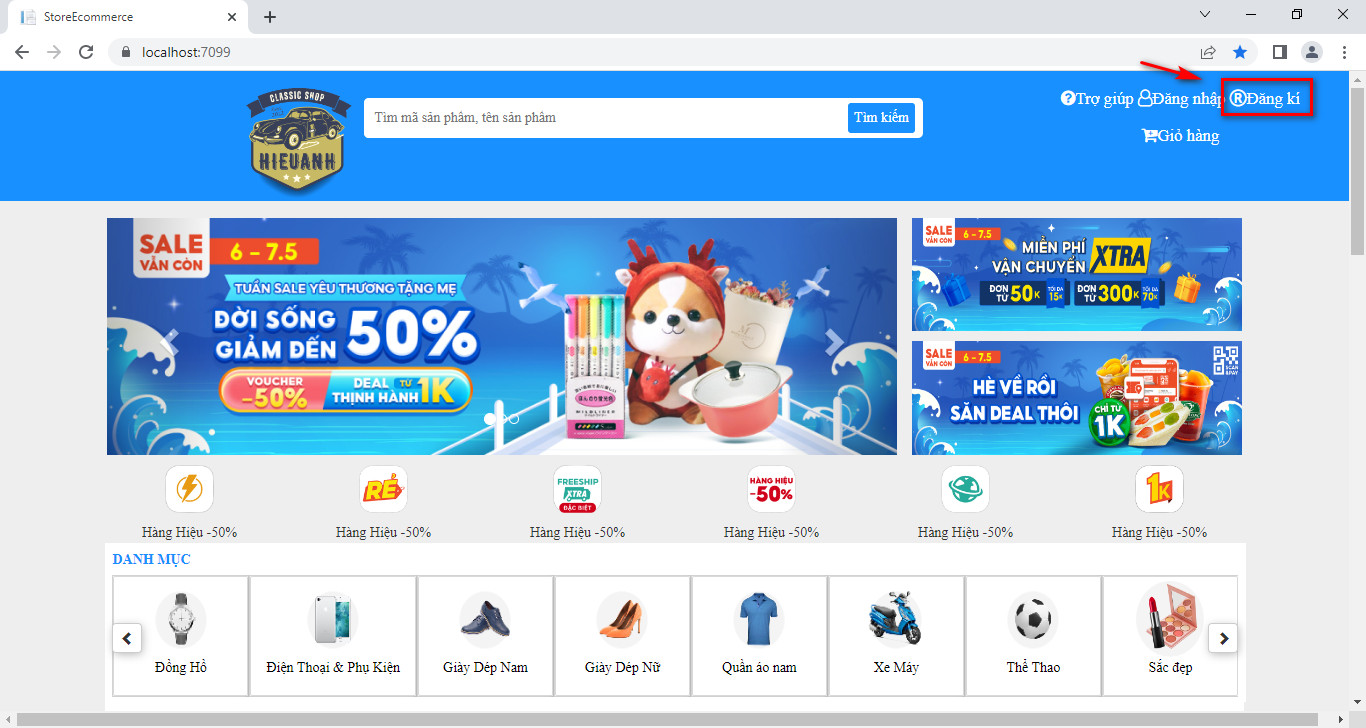 StoreEcommerce
localhost:7099
CLASSIC SHOP
HIEUANH
Tìm mã sản phẩm, tên sản phẩm
Tìm kiếm
Trợ giúp Đăng nhập ®Đăng kí
Giỏ hàng
SALE
VẪN CÒN
6 – 7.5
TUẦN SALE YÊU THƯƠNG TẶNG MẸ
ĐỜI SỐNG
GIẢM ĐẾN 50%
VOUCHER
-50%
DEAL TỪ 1K
THỊNH HÀNH
SALE
VẪN CÒN
6 – 7.5
MIỄN PHÍ
VẬN CHUYỂN
XTRA
ĐƠN TỪ 50K TỐI ĐA 15K
ĐƠN TỪ 300K TỐI ĐA 70K
SALE
VẪN CÒN
6 – 7.5
SCAN
&PAY
HÈ VỀ RỒI
SĂN DEAL THÔI
CHỈ TỪ
1K
RẺ
FREESHIP
XTRA
ĐẶC BIỆT
HÀNG HIỆU
-50%
1K
Hàng Hiệu -50%
Hàng Hiệu -50%
Hàng Hiệu -50%
Hàng Hiệu -50%
Hàng Hiệu -50%
Hàng Hiệu -50%
DANH MỤC
Đồng Hồ
Điện Thoại & Phụ Kiện
Giày Dép Nam
Giày Dép Nữ
Quần áo nam
Xe Máy
Thể Thao
Sắc đẹp